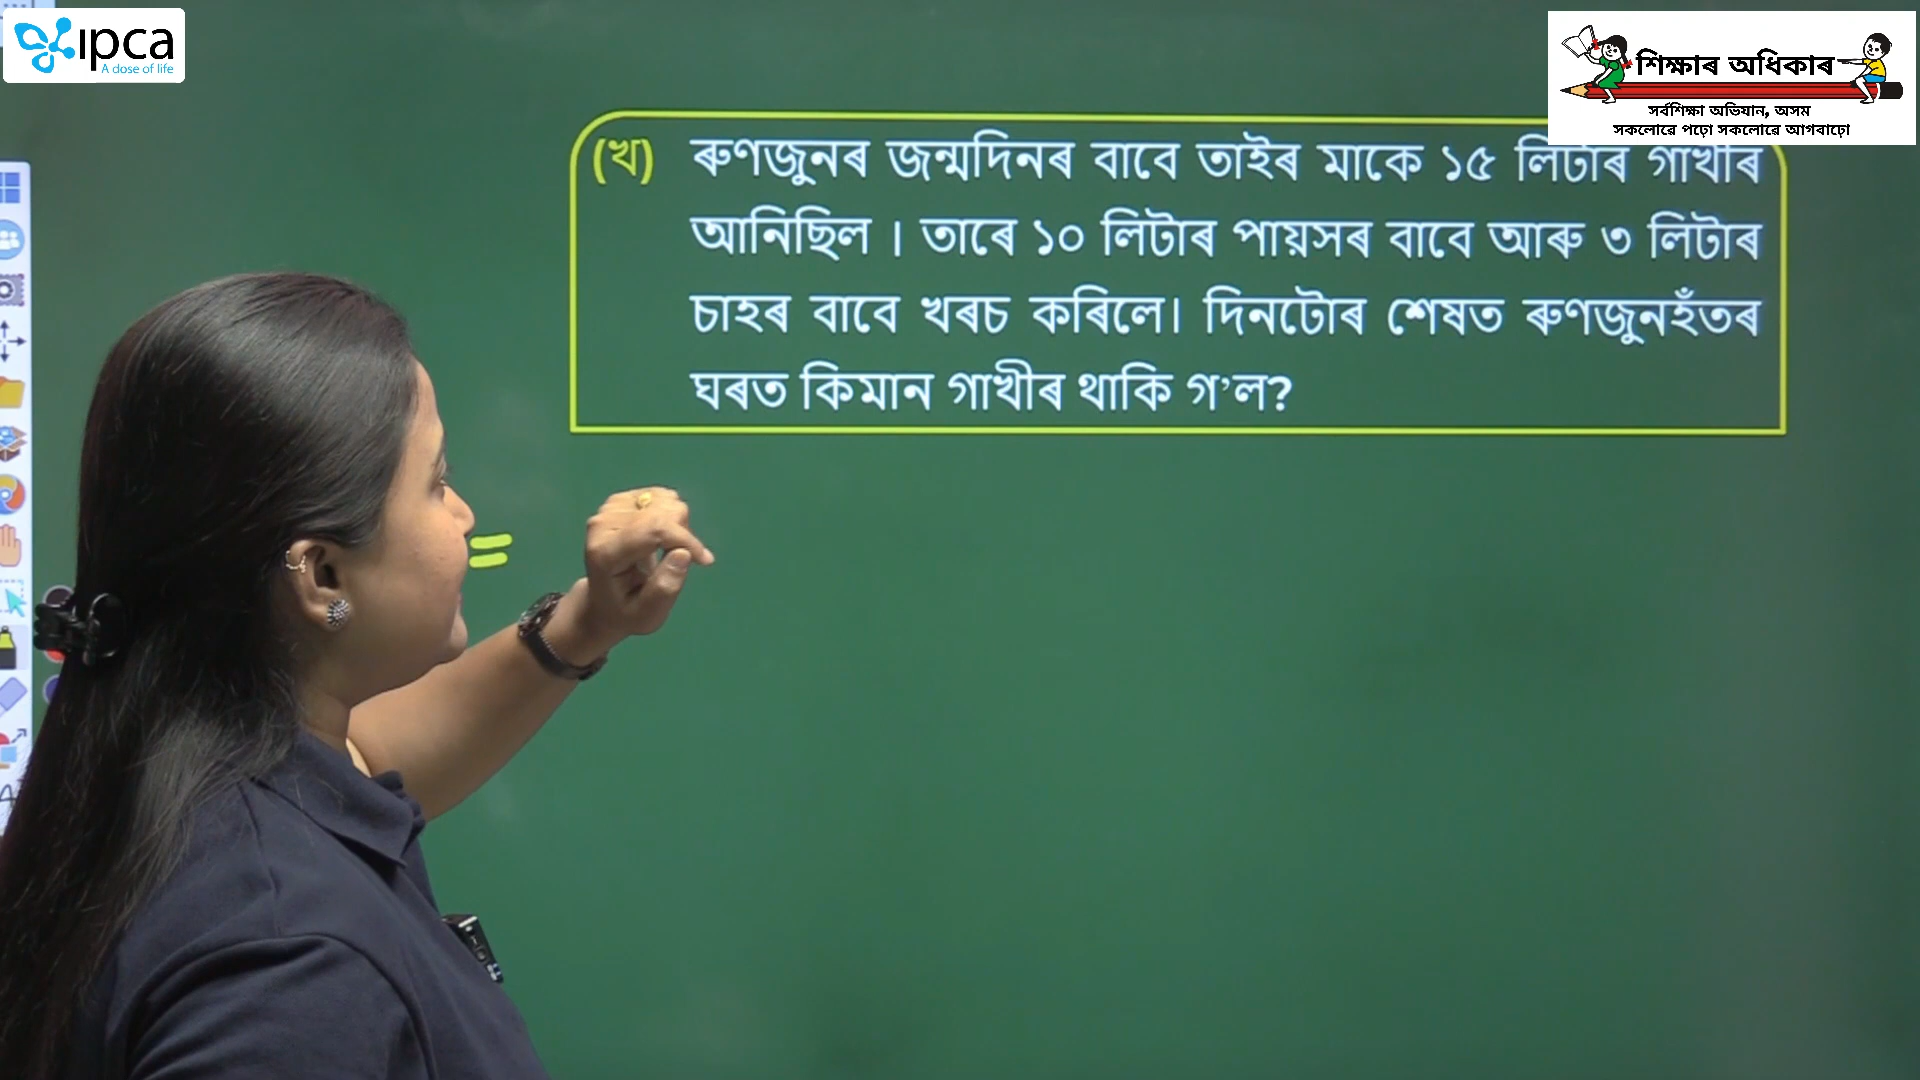 ipca
A dose of life
শিক্ষাৰ অধিকাৰ
সৰ্বশিক্ষা অভিযান, অসম
সকলোৱে পঢ়ো সকলোৱে আগবাঢ়ো
(খ) ৰুণজুনৰ জন্মদিনৰ বাবে তাইৰ মাকে ১৫ লিটাৰ গাখীৰ
আনিছিল । তাৰে ১০ লিটাৰ পায়সৰ বাবে আৰু ৩ লিটাৰ
চাহৰ বাবে খৰচ কৰিলে। দিনটোৰ শেষত ৰুণজুনহঁতৰ
ঘৰত কিমান গাখীৰ থাকি গ’ল?
=